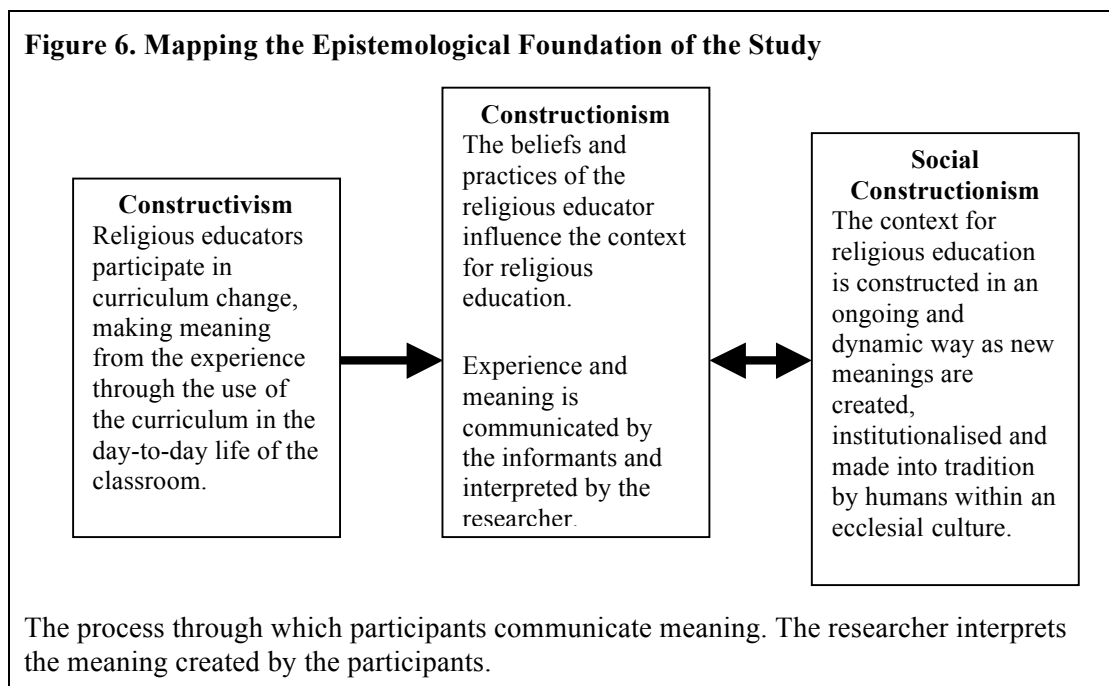 Figure 6. Mapping the Epistemological Foundation of the Study
Constructivism
Religious educators
participate in
curriculum change,
making meaning
from the experience
through the use of
the curriculum in the
day-to-day life of the
classroom.
Constructionism
The beliefs and
practices of the
religious educator
influence the context
for religious
education.
Experience and
meaning is
communicated by
the informants and
interpreted by the
researcher.
Social
Constructionism
The context for
religious education
is constructed in an
ongoing and
dynamic way as new
meanings are
created,
institutionalised and
made into tradition
by humans within an
ecclesial culture.
The process through which participants communicate meaning. The researcher interprets
the meaning created by the participants.